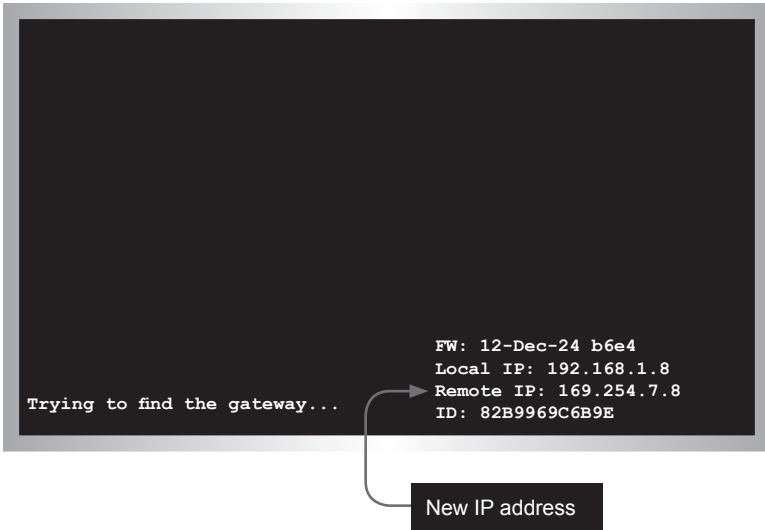 FW: 12-Dec-24 b6e4
Local IP: 192.168.1.8
Remote IP: 169.254.7.8
Trying to find the gateway...
ID: 82B9969C6B9E
New IP address